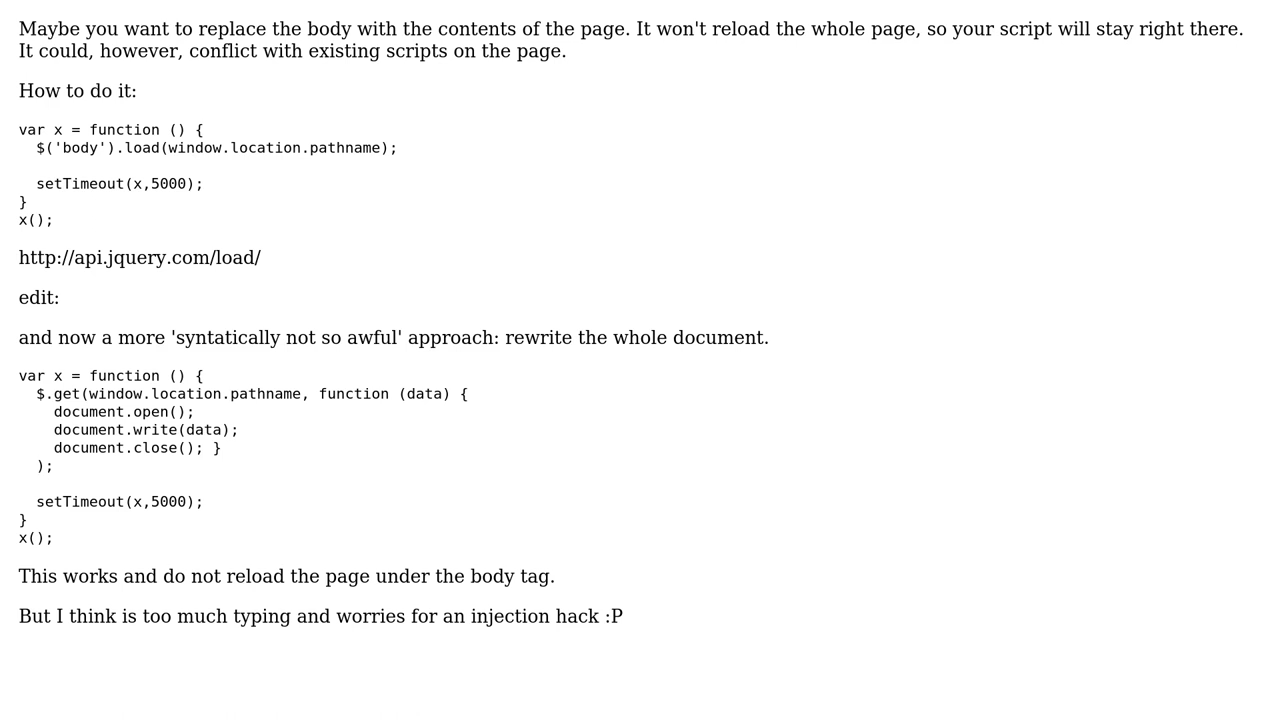 Maybe you want to replace the body with the contents of the page. It won't reload the whole page, so your script will stay right there.
It could, however, conflict with existing scripts on the page.
How to do it:
var x = function () {
  $('body').load(window.location.pathname);
  setTimeout(x,5000);
}
x();
http://api.jquery.com/load/
edit:
and now a more 'syntatically not so awful' approach: rewrite the whole document.
var x = function () {
  $.get(window.location.pathname, function (data) {
    document.open();
    document.write(data);
    document.close(); }
  );
  setTimeout(x,5000);
}
x();
This works and do not reload the page under the body tag.
But I think is too much typing and worries for an injection hack :P